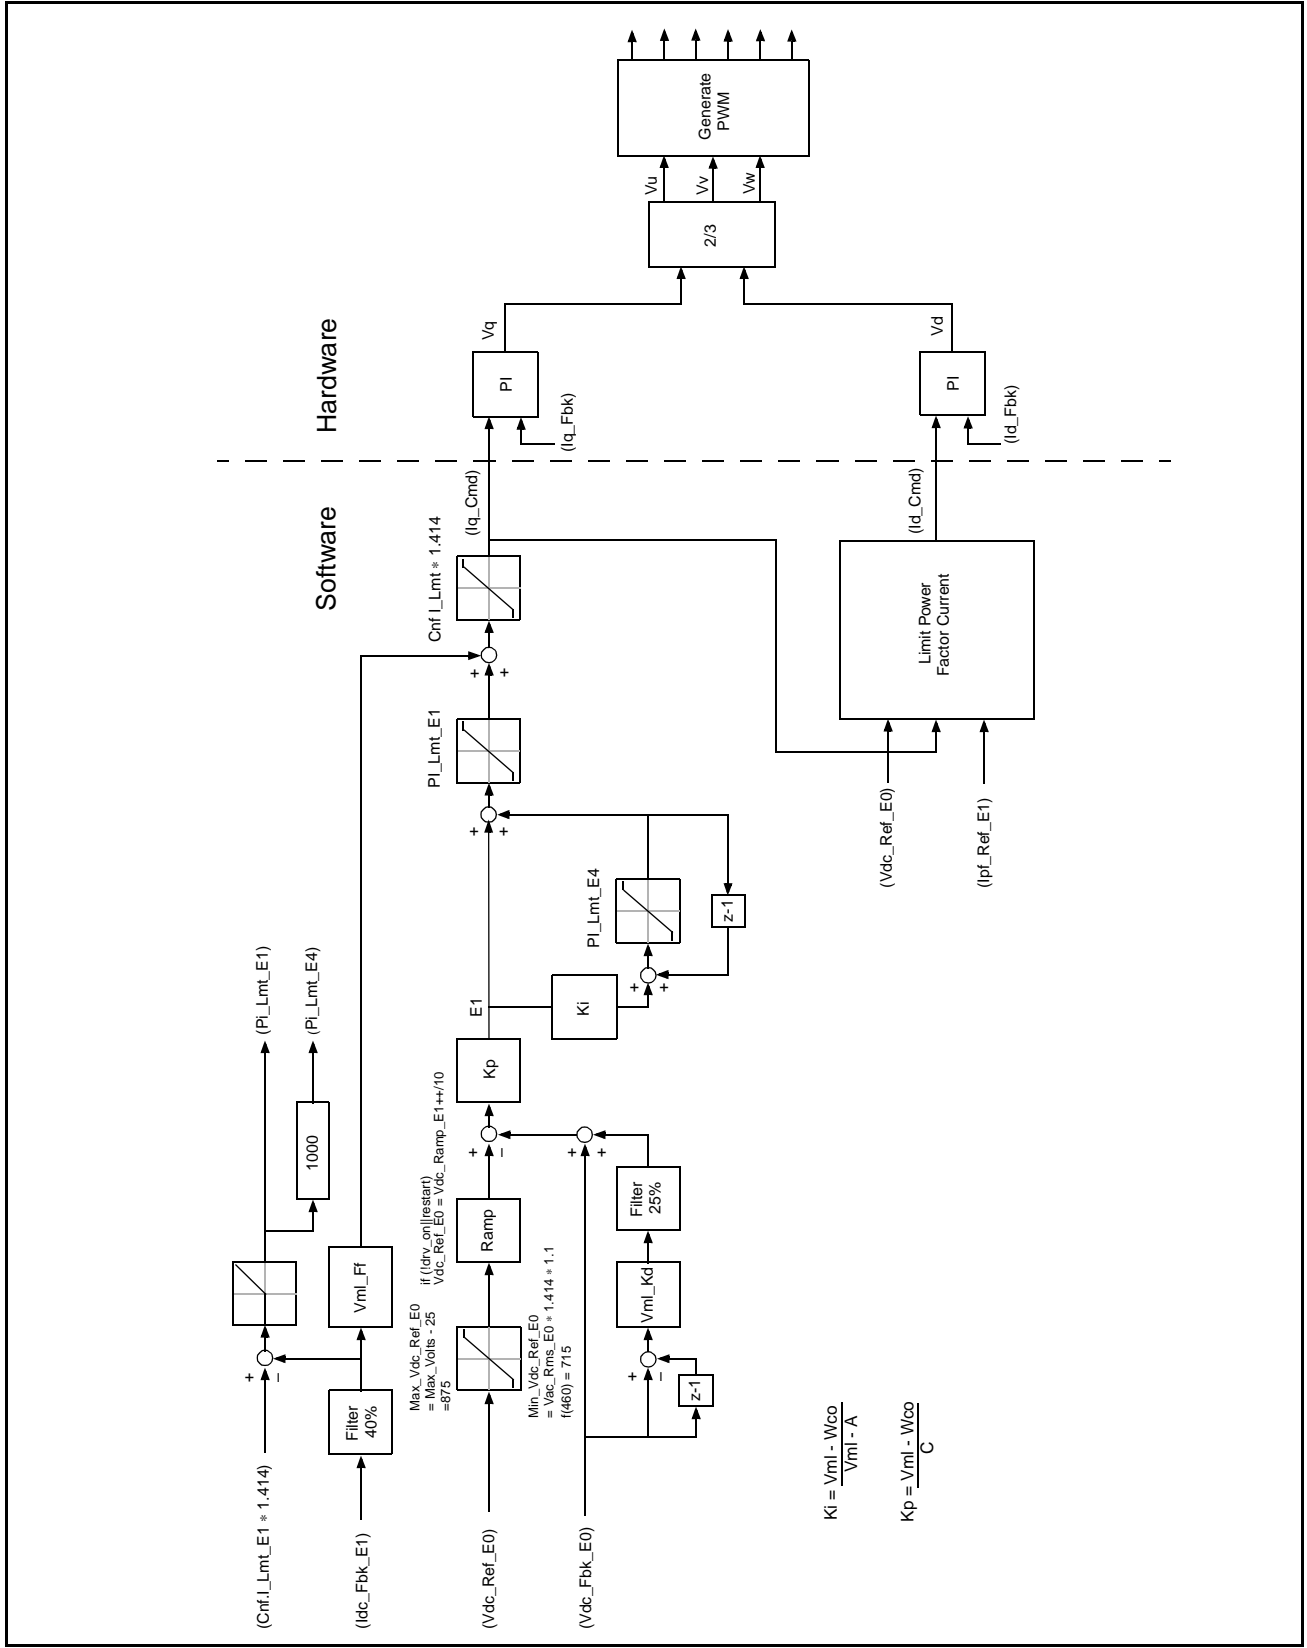 Software
Hardware
(Cnf.I_Lmt_E1 * 1.414)
+
−
(Pi_Lmt_E1)
1000
(Pi_Lmt_E4)
(Idc_Fbk_E1)
Filter
40%
Vml_Ff
Max_Vdc_Ref_E0
= Max_Volts - 25
=875
if (!drv_on||restart)
Vdc_Ref_E0 = Vdc_Ramp_E1++/10
(Vdc_Ref_E0)
Ramp
+
−
Kp
E1
+
+
PI_Lmt_E1
+
+
Cnf I_Lmt * 1.414
(Iq_Cmd)
PI
(Iq_Fbk)
Vq
Min_Vdc_Ref_E0
= Vac_Rms_E0 * 1.414 * 1.1
f(460) = 715
(Vdc_Fbk_E0)
+
+
Ki
+
+
PI_Lmt_E4
z-1
+
−
z-1
Vml_Kd
Filter
25%
2/3
Vu
Vv
Vw
Generate
PWM
(Vdc_Ref_E0)
(Ipf_Ref_E1)
Limit Power
Factor Current
(Id_Cmd)
PI
(Id_Fbk)
Vd
Ki = Vml - Wco
Vml - A
Kp = Vml - Wco
C